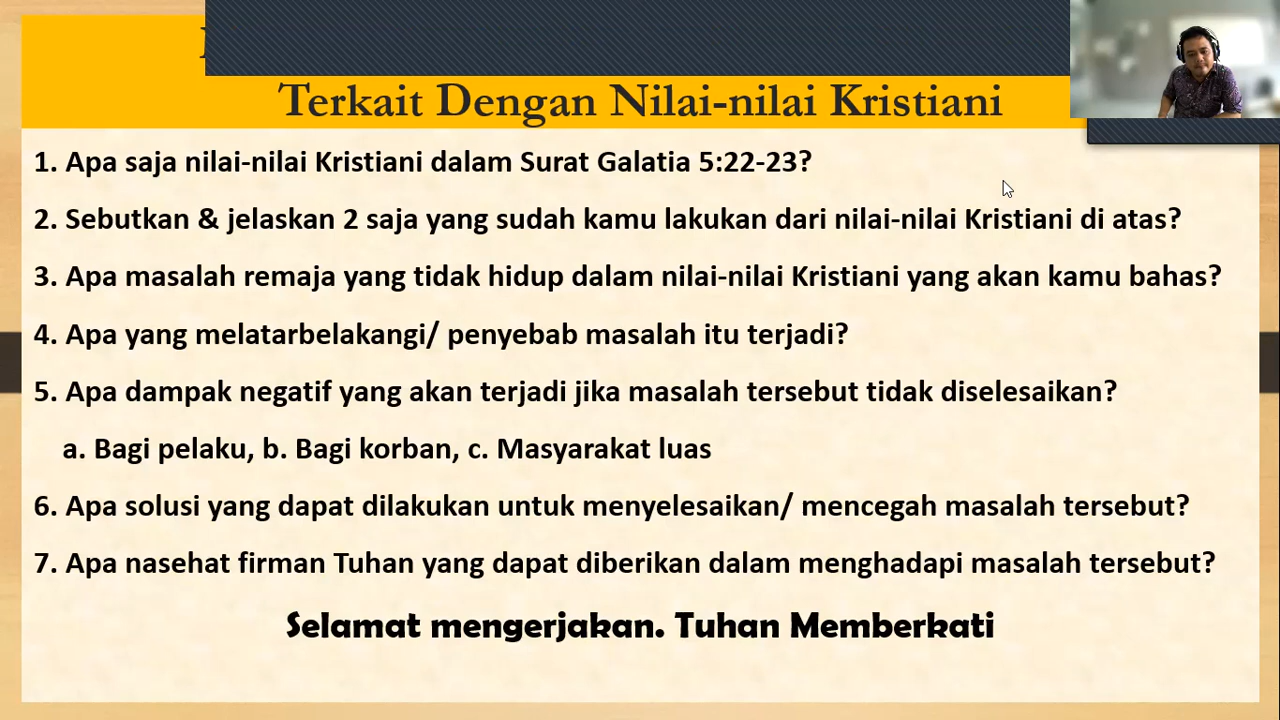 Terkait Dengan Nilai-nilai Kristiani
1. Apa saja nilai-nilai Kristiani dalam Surat Galatia 5:22-23?
2. Sebutkan & jelaskan 2 saja yang sudah kamu lakukan dari nilai-nilai Kristiani di atas?
3. Apa masalah remaja yang tidak hidup dalam nilai-nilai Kristiani yang akan kamu bahas?
4. Apa yang melatarbelakangi/ penyebab masalah itu terjadi?
5. Apa dampak negatif yang akan terjadi jika masalah tersebut tidak diselesaikan?
a. Bagi pelaku, b. Bagi korban, c. Masyarakat luas
6. Apa solusi yang dapat dilakukan untuk menyelesaikan/ mencegah masalah tersebut?
7. Apa nasehat firman Tuhan yang dapat diberikan dalam menghadapi masalah tersebut?
Selamat mengerjakan. Tuhan Memberkati